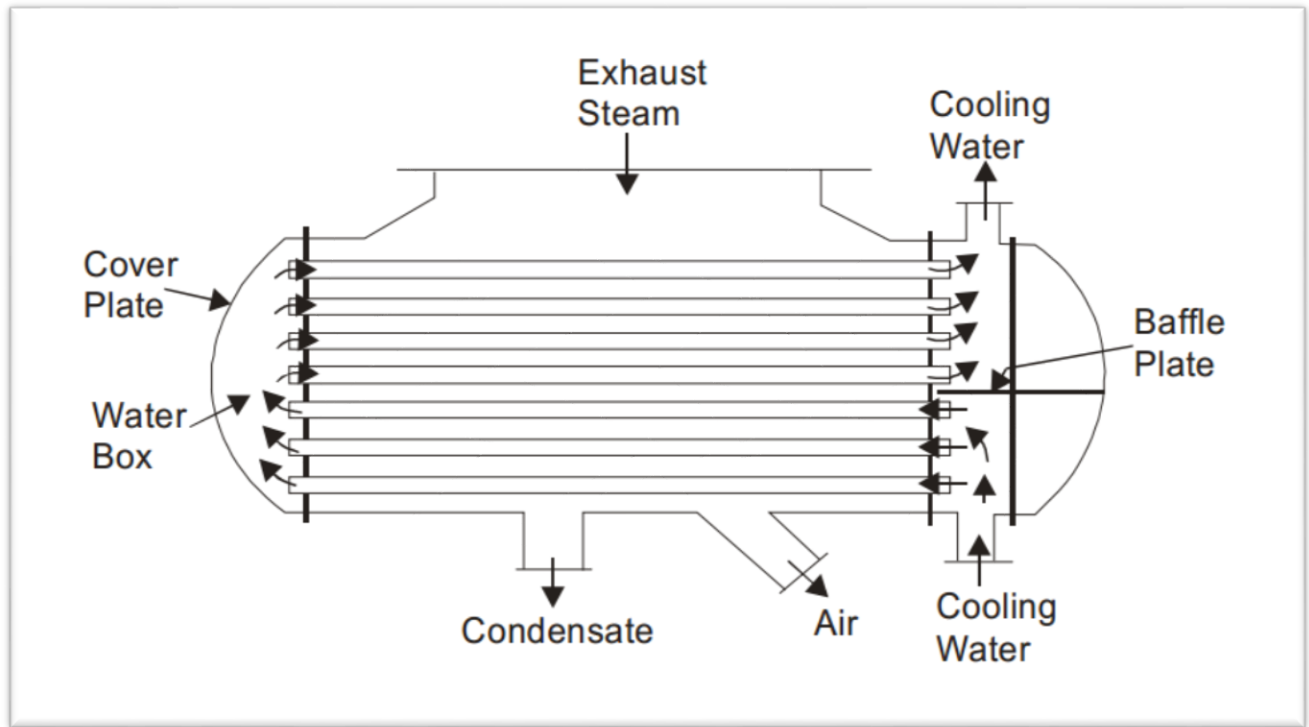 Exhaust
Steam
Cooling
Water
Cover
Plate
Baffle
Plate
Water
Box
Condensate
Air
Cooling
Water